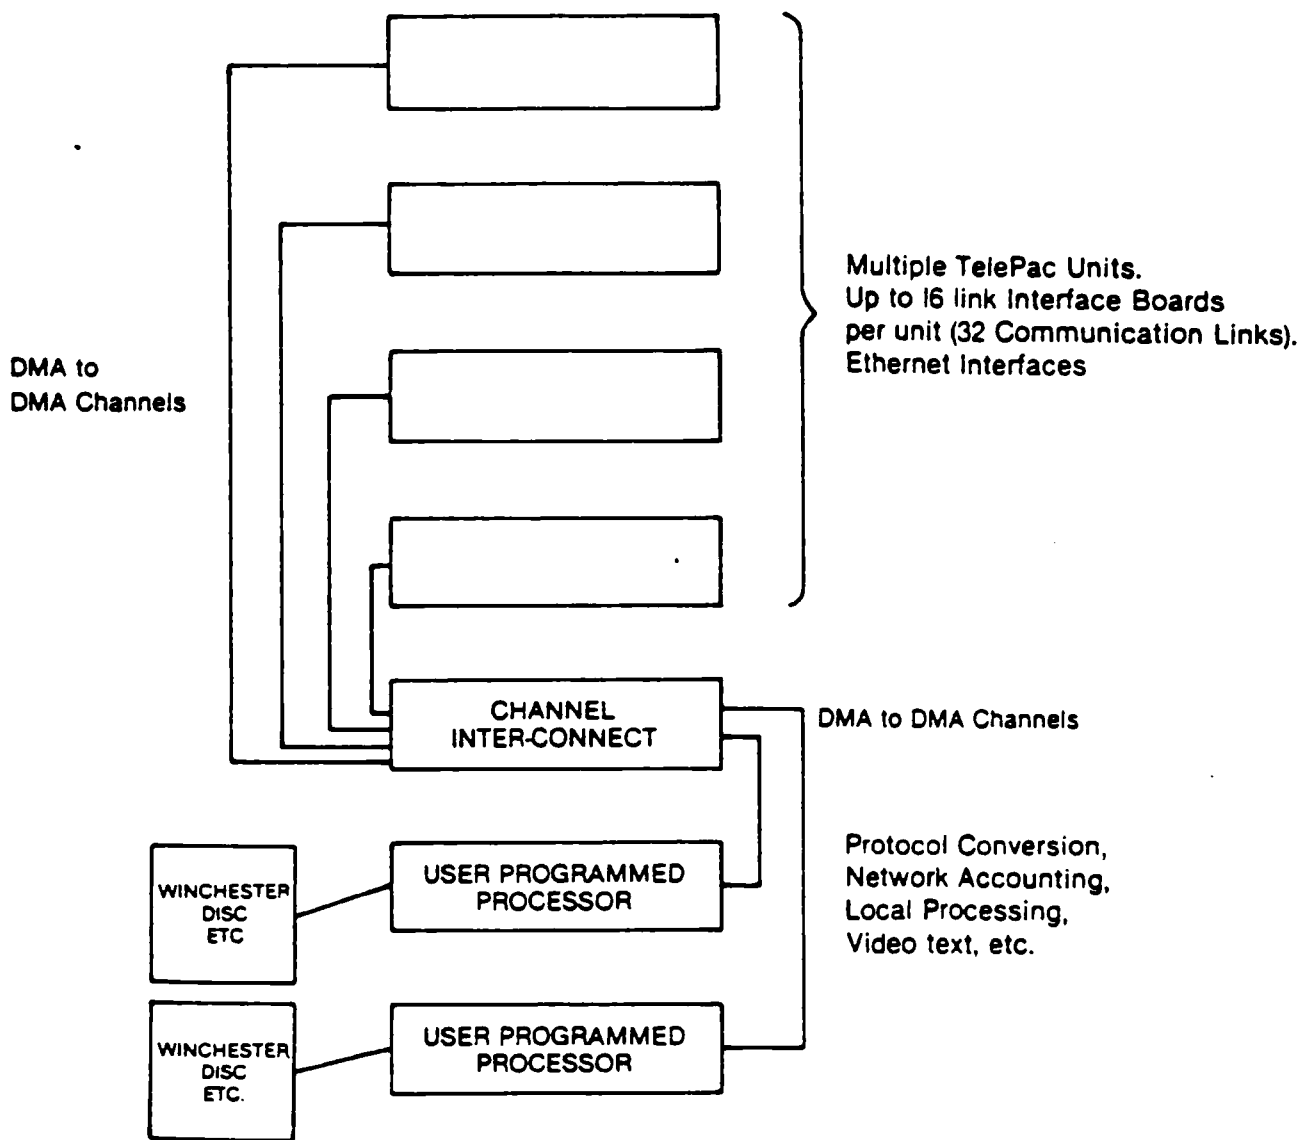 Multiple TelePac Units.
Up to 16 link Interface Boards
per unit (32 Communication Links).
Ethernet Interfaces
DMA to
DMA Channels
CHANNEL
INTER-CONNECT
DMA to DMA Channels
USER PROGRAMMED
PROCESSOR
WINCHESTER
DISC
ETC
Protocol Conversion,
Network Accounting,
Local Processing,
Video text, etc.
USER PROGRAMMED
PROCESSOR
WINCHESTER
DISC
ETC.